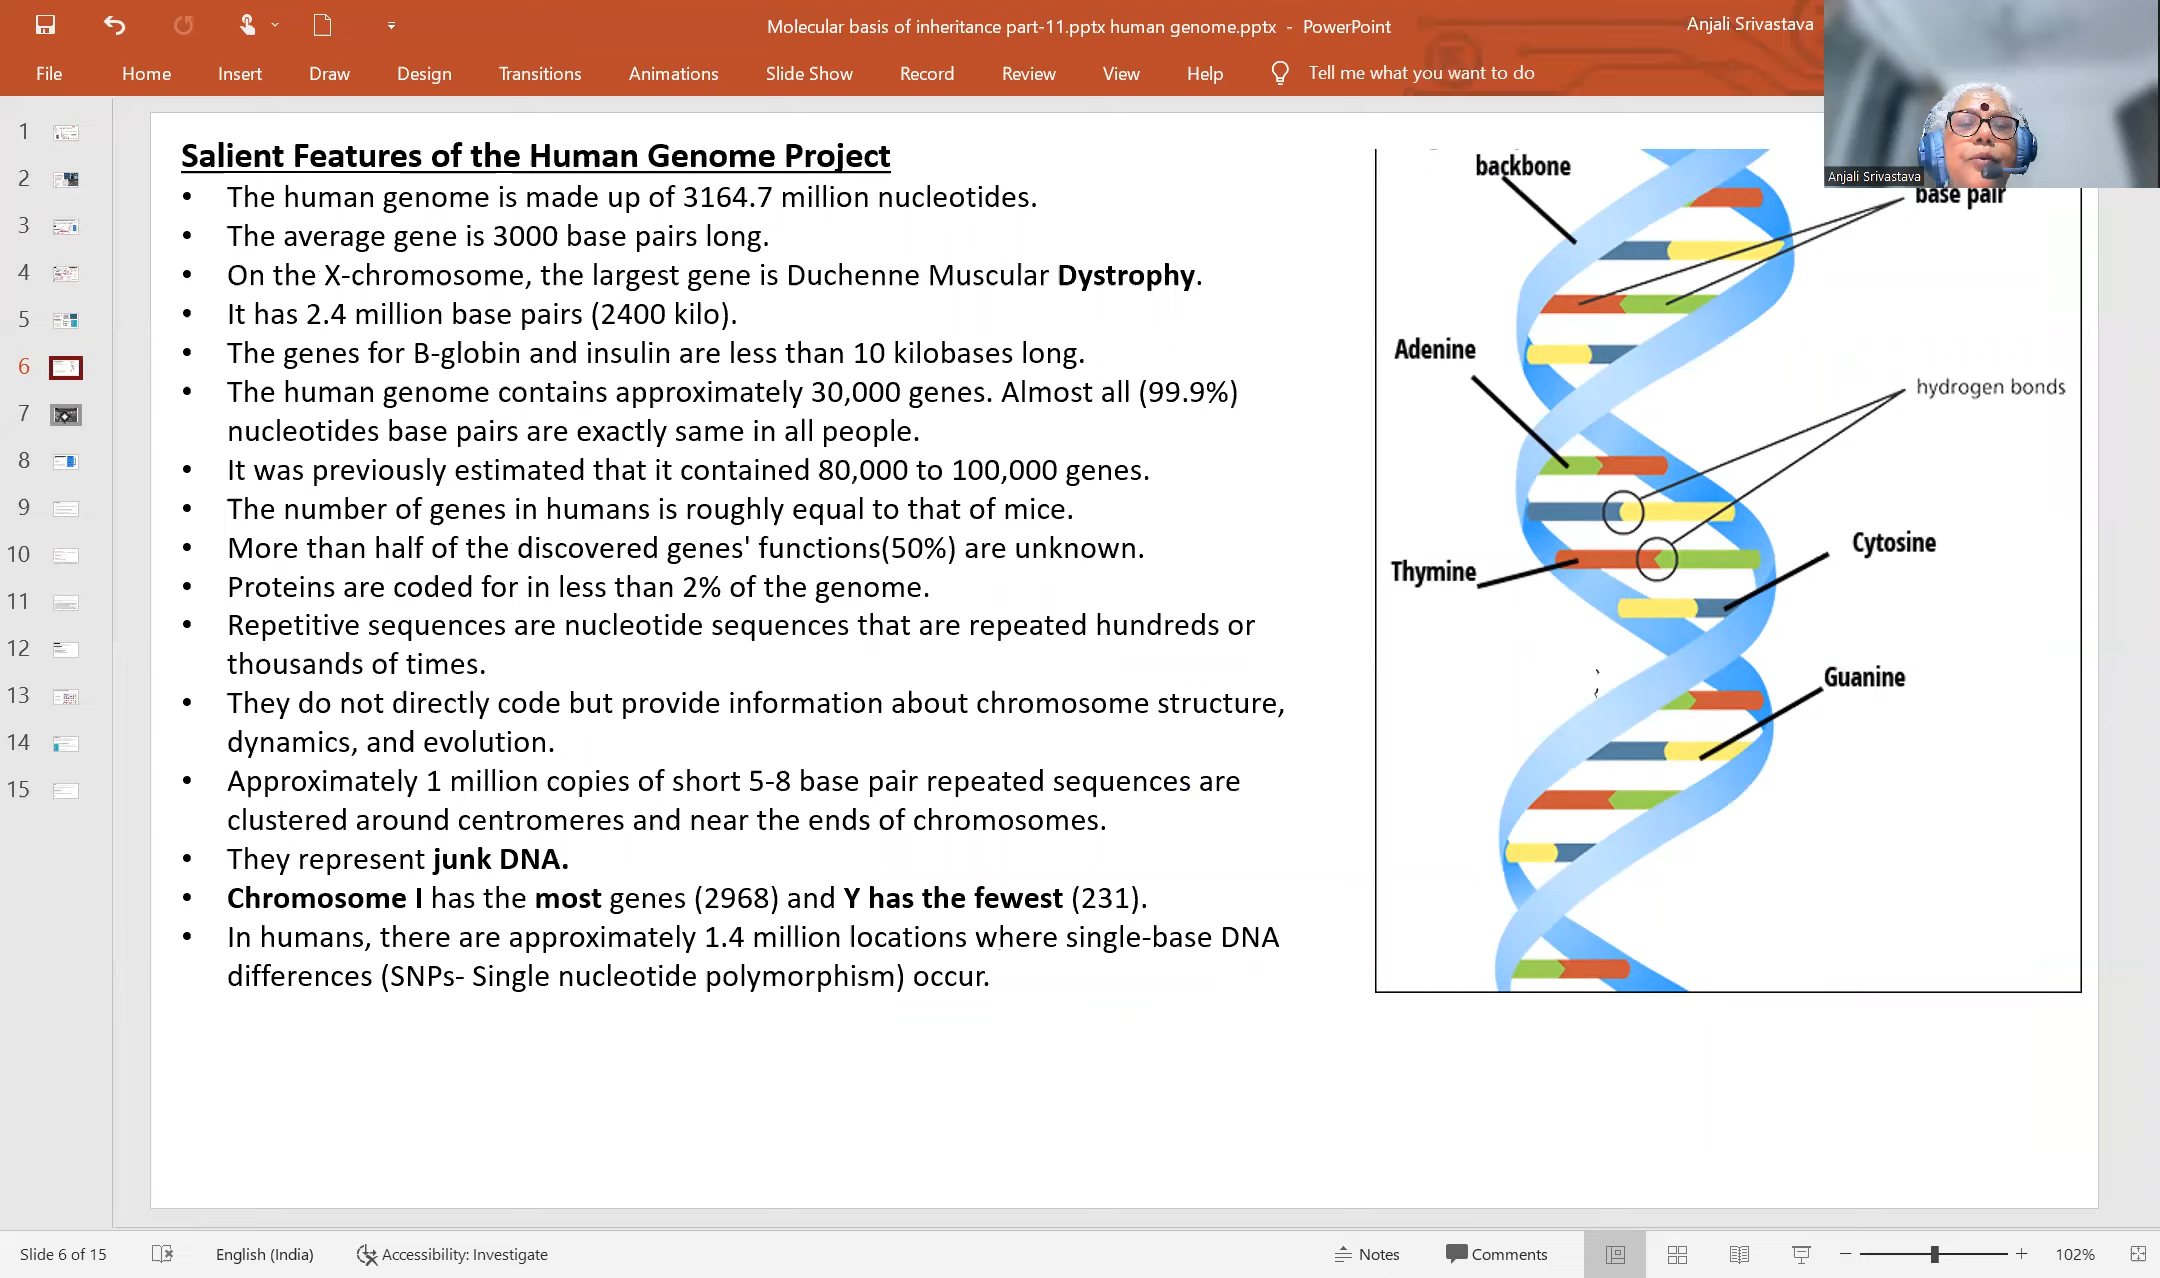 Molecular basis of inheritance part-11.pptx human genome.pptx - PowerPoint
Anjali Srivastava
File Home Insert Draw Design Transitions Animations Slide Show Record Review View Help Tell me what you want to do
Anjali Srivastava
1
2
3
4
5
6
7
8
9
10
11
12
13
14
15
Salient Features of the Human Genome Project
• The human genome is made up of 3164.7 million nucleotides.
• The average gene is 3000 base pairs long.
• On the X-chromosome, the largest gene is Duchenne Muscular Dystrophy.
• It has 2.4 million base pairs (2400 kilo).
• The genes for B-globin and insulin are less than 10 kilobases long.
• The human genome contains approximately 30,000 genes. Almost all (99.9%)
nucleotides base pairs are exactly same in all people.
• It was previously estimated that it contained 80,000 to 100,000 genes.
• The number of genes in humans is roughly equal to that of mice.
• More than half of the discovered genes' functions(50%) are unknown.
• Proteins are coded for in less than 2% of the genome.
• Repetitive sequences are nucleotide sequences that are repeated hundreds or
thousands of times.
• They do not directly code but provide information about chromosome structure,
dynamics, and evolution.
• Approximately 1 million copies of short 5-8 base pair repeated sequences are
clustered around centromeres and near the ends of chromosomes.
• They represent junk DNA.
• Chromosome I has the most genes (2968) and Y has the fewest (231).
• In humans, there are approximately 1.4 million locations where single-base DNA
differences (SNPs- Single nucleotide polymorphism) occur.
backbone
base pair
Adenine
hydrogen bonds
Cytosine
Thymine
Guanine
Slide 6 of 15 English (India) Accessibility: Investigate Notes Comments 102%